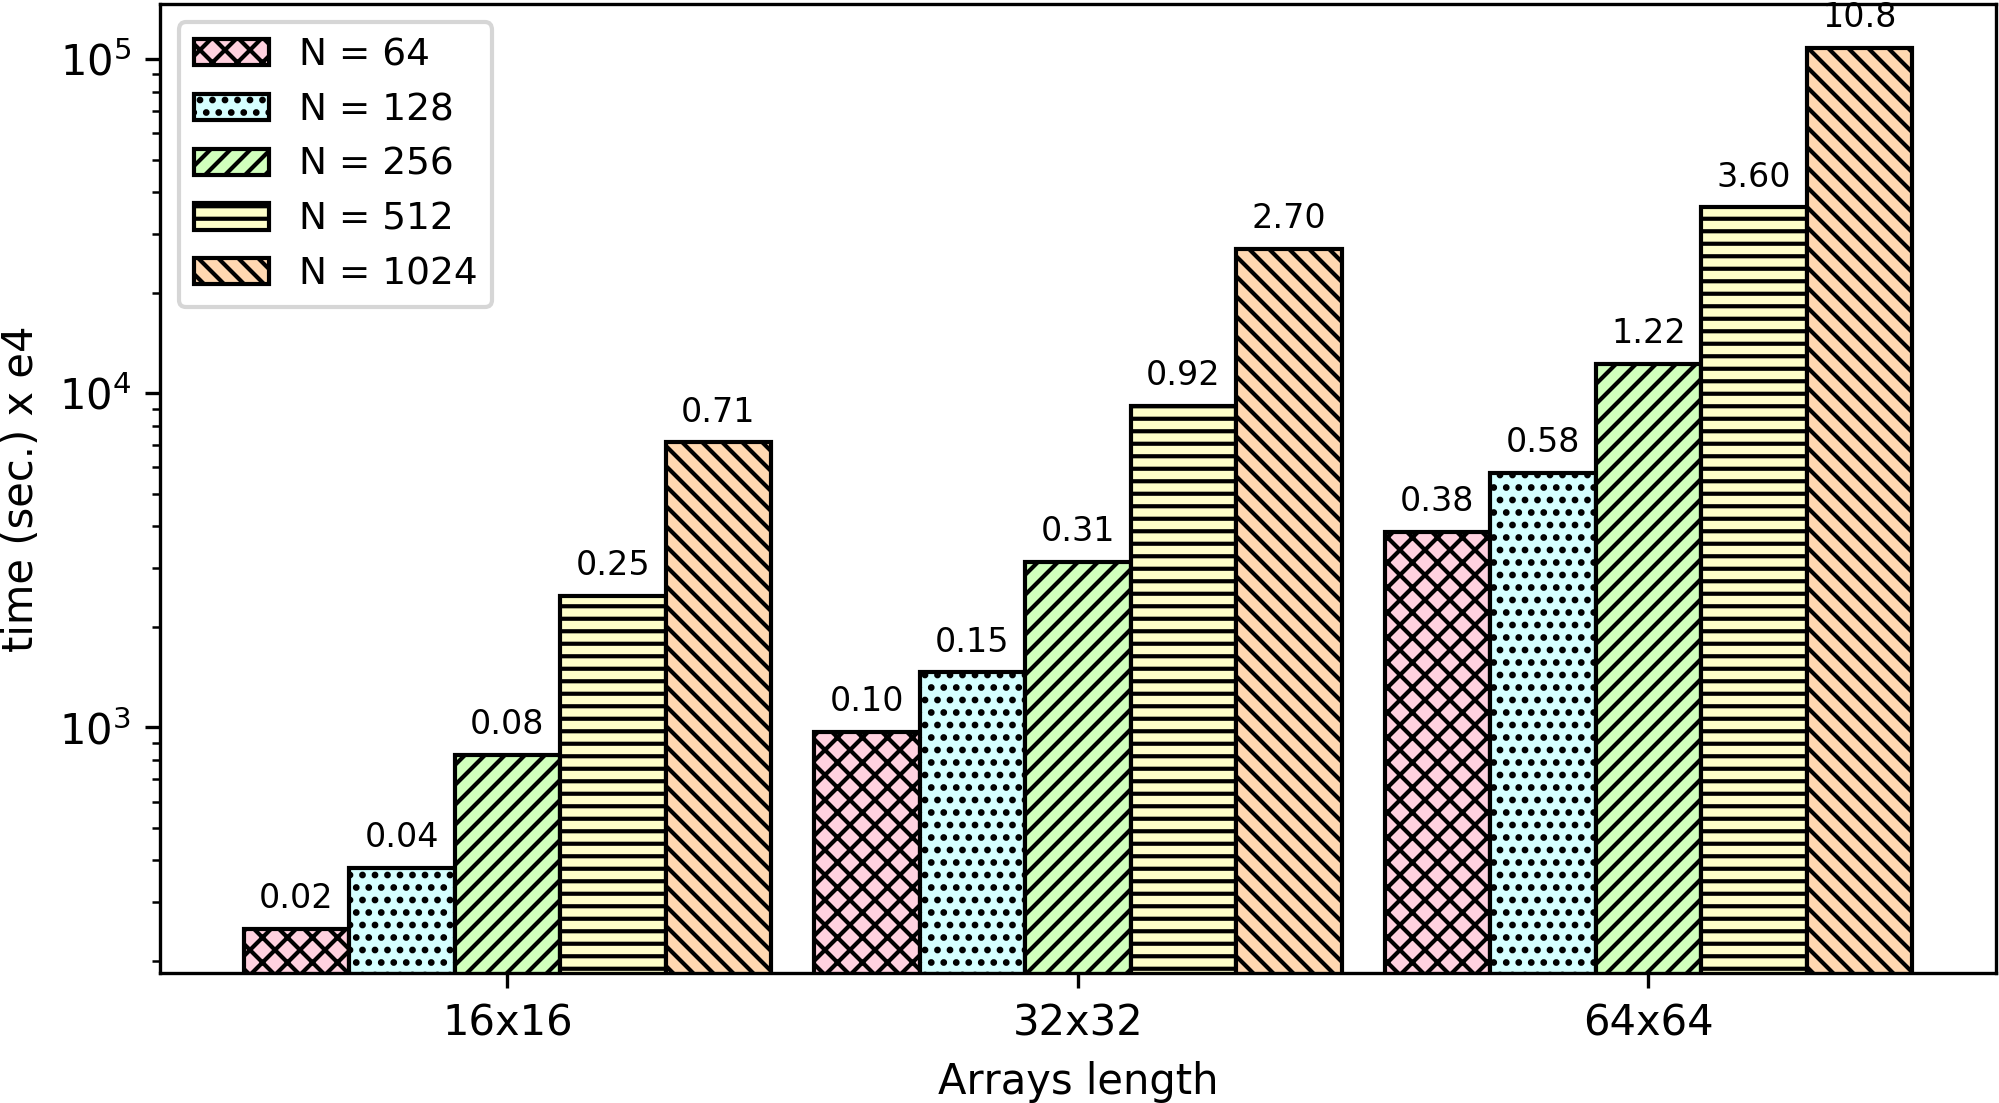 N = 64
N = 128
N = 256
N = 512
N = 1024
10⁵
10⁴
10³
time (sec.) x e4
0.02
0.04
0.08
0.25
0.71
0.10
0.15
0.31
0.92
2.70
0.38
0.58
1.22
3.60
10.8
16x16
32x32
64x64
Arrays length